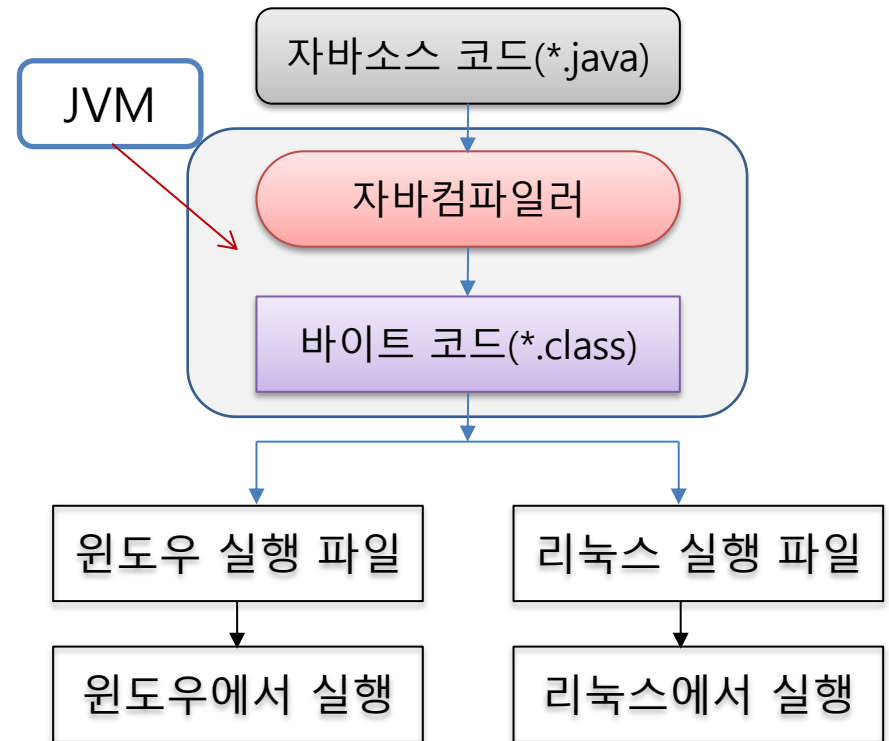 자바소스 코드(*.java)
JVM
자바컴파일러
바이트 코드(*.class)
윈도우 실행 파일
리눅스 실행 파일
윈도우에서 실행
리눅스에서 실행